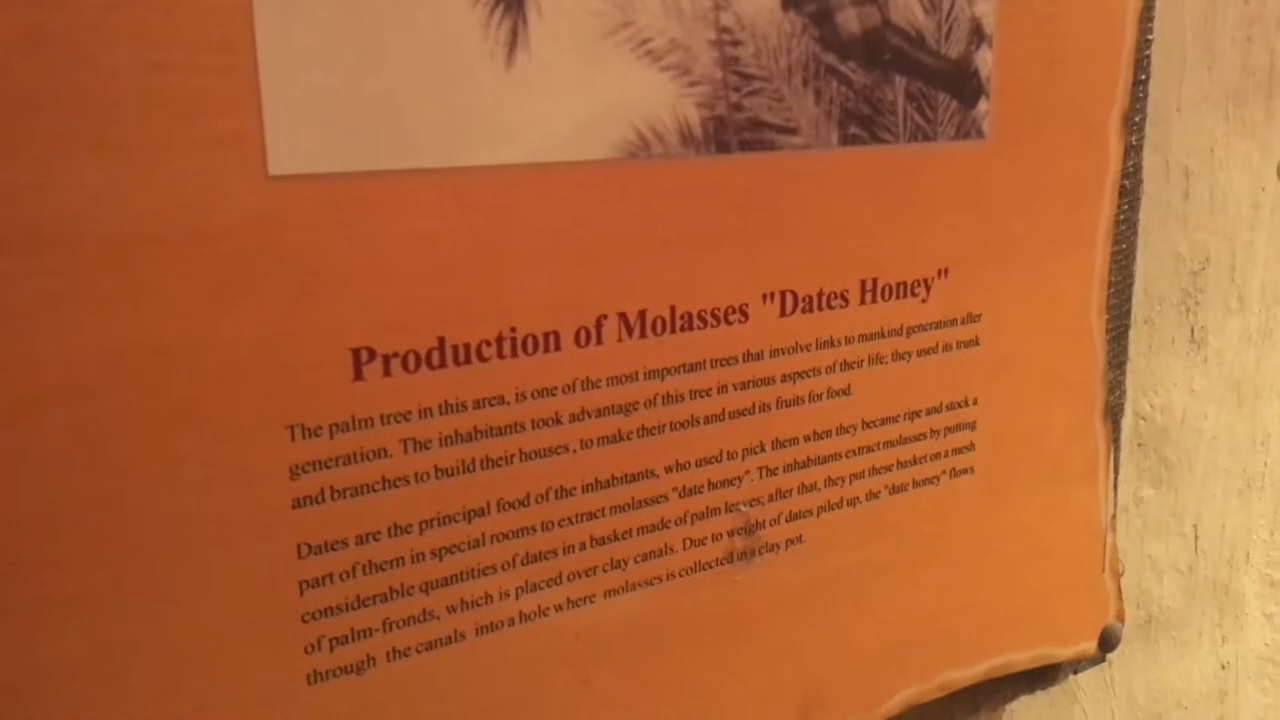 Production of Molasses "Dates Honey"
The palm tree in this area, is one of the most important trees that involve links to mankind generation after
generation. The inhabitants took advantage of this tree in various aspects of their life; they used its trunk
and branches to build their houses , to make their tools and used its fruits for food.
Dates are the principal food of the inhabitants, who used to pick them when they became ripe and stock a
part of them in special rooms to extract molasses "date honey". The inhabitants extract molasses by putting
considerable quantities of dates in a basket made of palm leaves; after that, they put these basket on a mesh
of palm-fronds, which is placed over clay canals. Due to weight of dates piled up, the "date honey" flows
through the canals into a hole where molasses is collected in a clay pot.